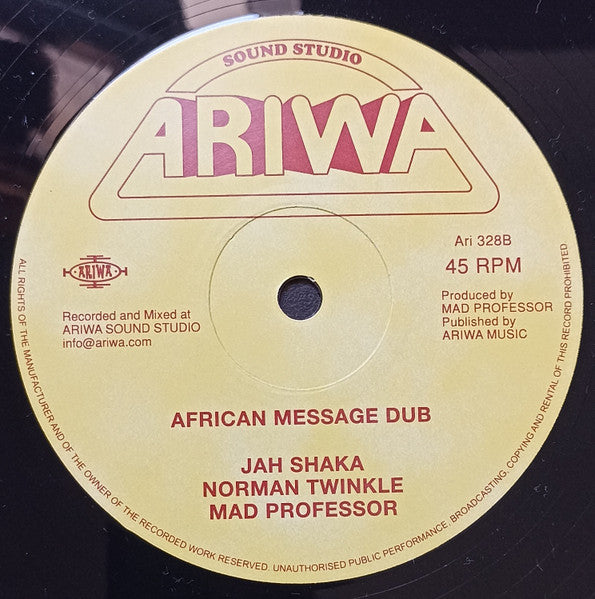 SOUND STUDIO
ARIWA
Ari 328B
45 RPM
ARIWA
Recorded and Mixed at
ARIWA SOUND STUDIO
info@ariwa.com
Produced by
MAD PROFESSOR
Published by
ARIWA MUSIC
AFRICAN MESSAGE DUB
JAH SHAKA
NORMAN TWINKLE
MAD PROFESSOR
ALL RIGHTS OF THE MANUFACTURER AND OF THE OWNER OF THE RECORDED WORK RESERVED. UNAUTHORISED PUBLIC PERFORMANCE, BROADCASTING, COPYING AND RENTAL OF THIS RECORD PROHIBITED